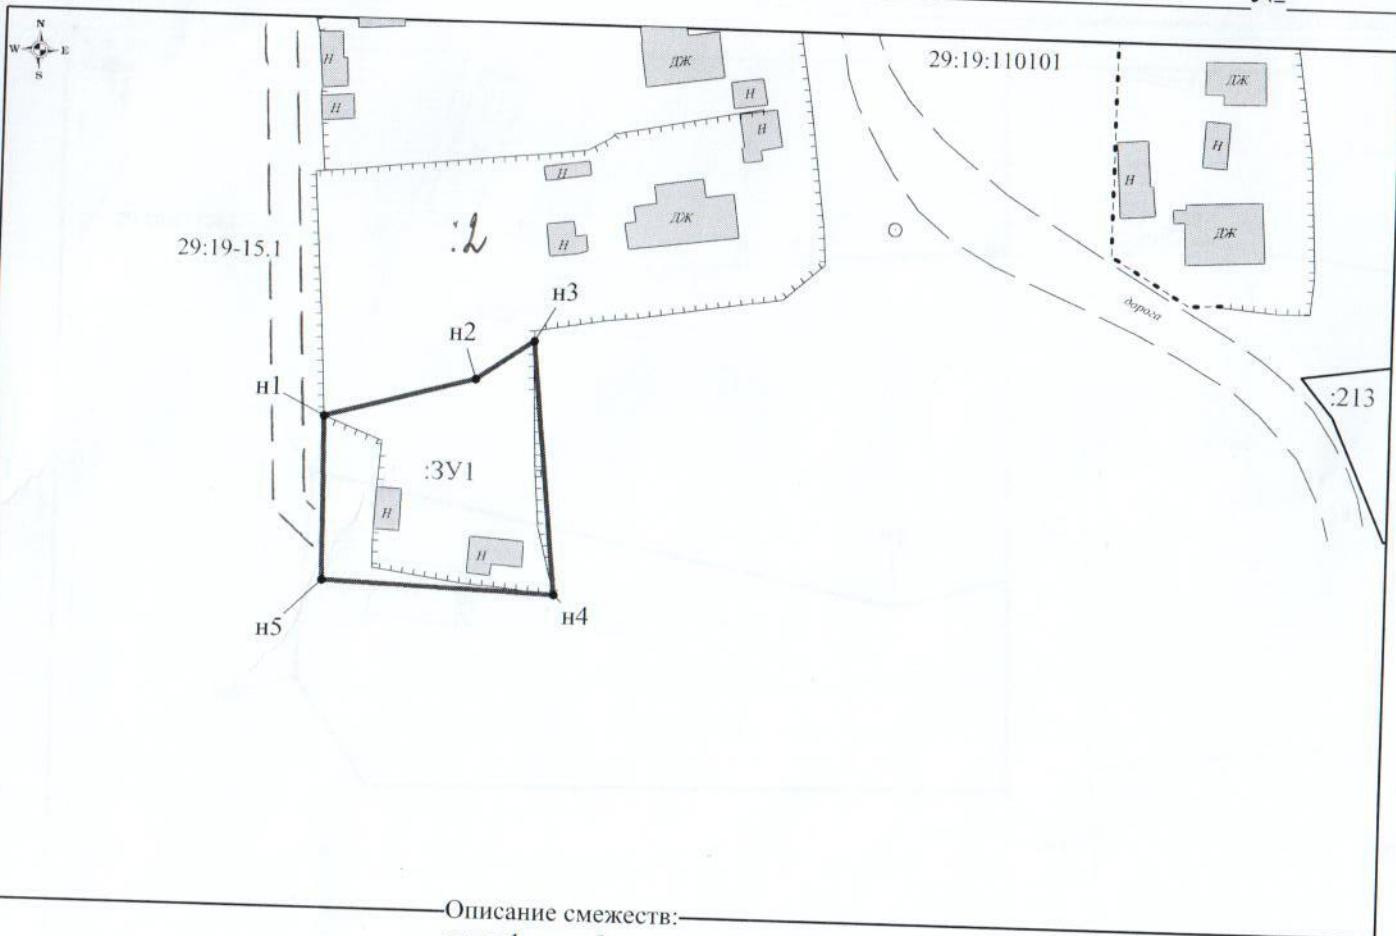 N
W E
S
29:19:110101
Н
Н
ДЖ
Н
Н
ДЖ
Н
Н
Н
ДЖ
Н
ДЖ
Н
29:19-15.1
:2
н3
н2
н1
дорога
:213
:ЗУ1
Н
Н
н5
н4
Описание смежеств: